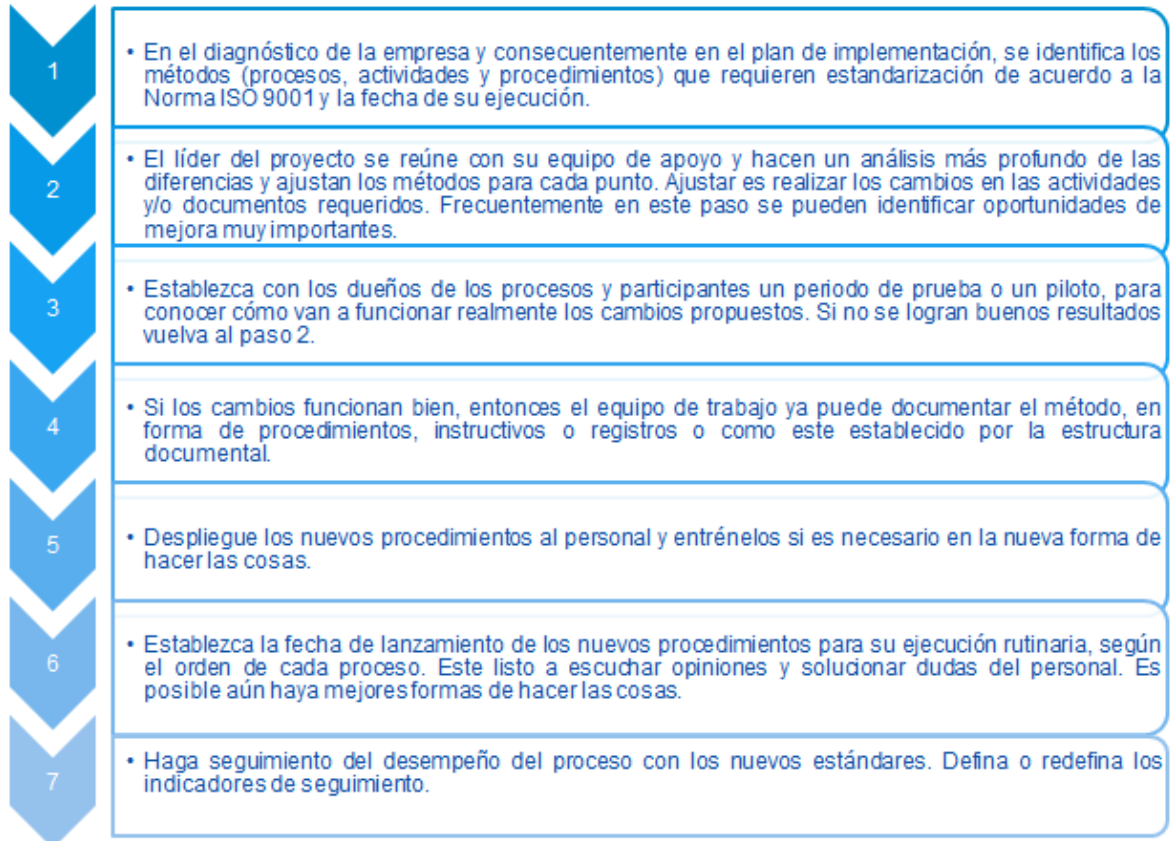 1
• En el diagnóstico de la empresa y consecuentemente en el plan de implementación, se identifica los
métodos (procesos, actividades y procedimientos) que requieren estandarización de acuerdo a la
Norma ISO 9001 y la fecha de su ejecución.
2
• El líder del proyecto se reúne con su equipo de apoyo y hacen un análisis más profundo de las
diferencias y ajustan los métodos para cada punto. Ajustar es realizar los cambios en las actividades
y/o documentos requeridos. Frecuentemente en este paso se pueden identificar oportunidades de
mejora muy importantes.
3
• Establezca con los dueños de los procesos y participantes un periodo de prueba o un piloto, para
conocer cómo van a funcionar realmente los cambios propuestos. Si no se logran buenos resultados
vuelva al paso 2.
4
• Si los cambios funcionan bien, entonces el equipo de trabajo ya puede documentar el método, en
forma de procedimientos, instructivos o registros o como este establecido por la estructura
documental.
5
• Despliegue los nuevos procedimientos al personal y entrénelos si es necesario en la nueva forma de
hacer las cosas.
6
• Establezca la fecha de lanzamiento de los nuevos procedimientos para su ejecución rutinaria, según
el orden de cada proceso. Este listo a escuchar opiniones y solucionar dudas del personal. Es
posible aún haya mejores formas de hacer las cosas.
7
• Haga seguimiento del desempeño del proceso con los nuevos estándares. Defina o redefina los
indicadores de seguimiento.